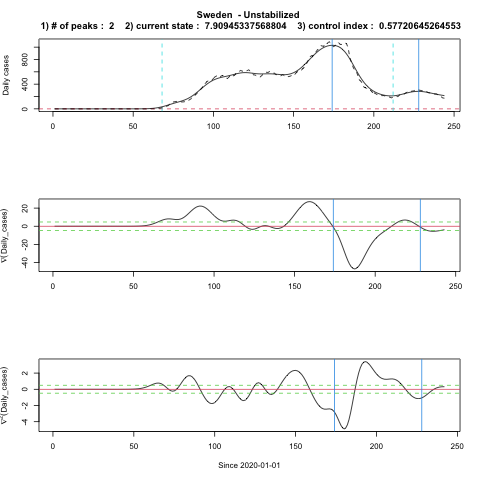 Sweden - Unstabilized
1) # of peaks : 2 2) current state : 7.90945337568804 3) control index : 0.57720645264553
Daily cases
800
400
0
0 50 100 150 200 250
∇(Daily_cases)
20
0
-20
-40
0 50 100 150 200 250
∇²(Daily_cases)
2
0
-2
-4
0 50 100 150 200 250
Since 2020-01-01